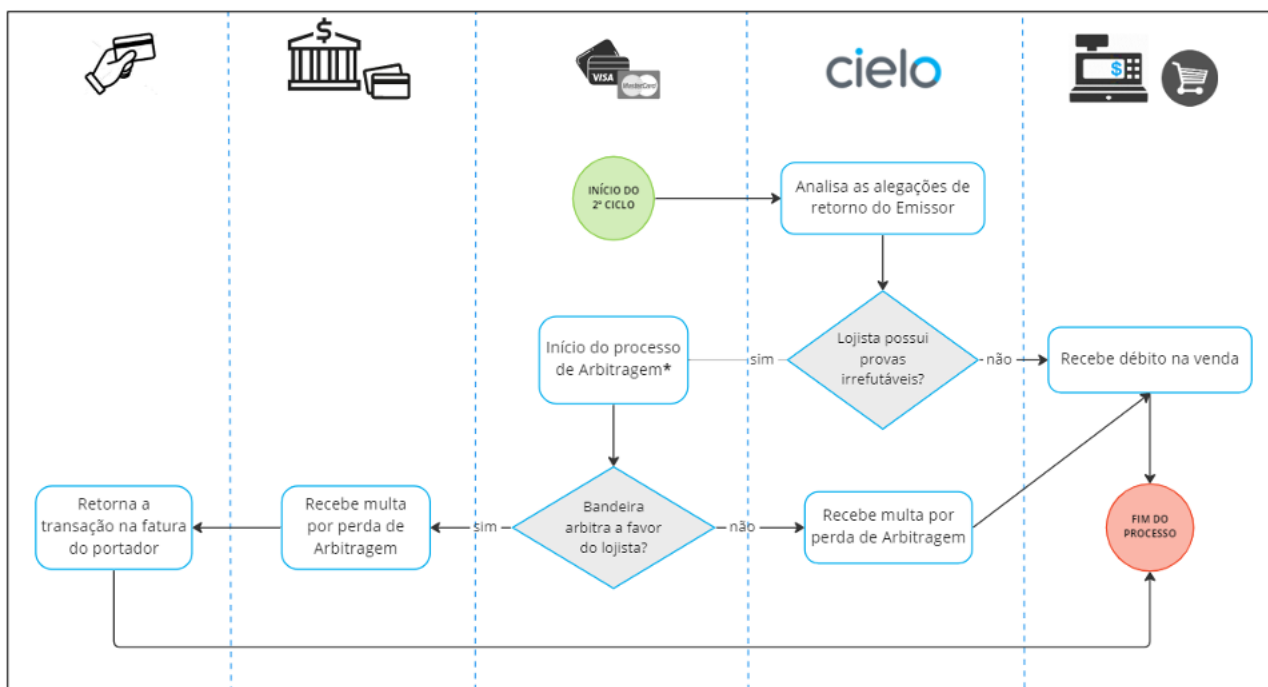 $
VISA
MasterCard
cielo
$
INÍCIO DO
2º CICLO
Analisa as alegações de
retorno do Emissor
Início do processo
de Arbitragem*
sim
Lojista possui
provas
irrefutáveis?
não
Recebe débito na venda
Retorna a
transação na fatura
do portador
Recebe multa
por perda de
Arbitragem
sim
Bandeira
arbitra a favor
do lojista?
não
Recebe multa por
perda de Arbitragem
FIM DO
PROCESSO